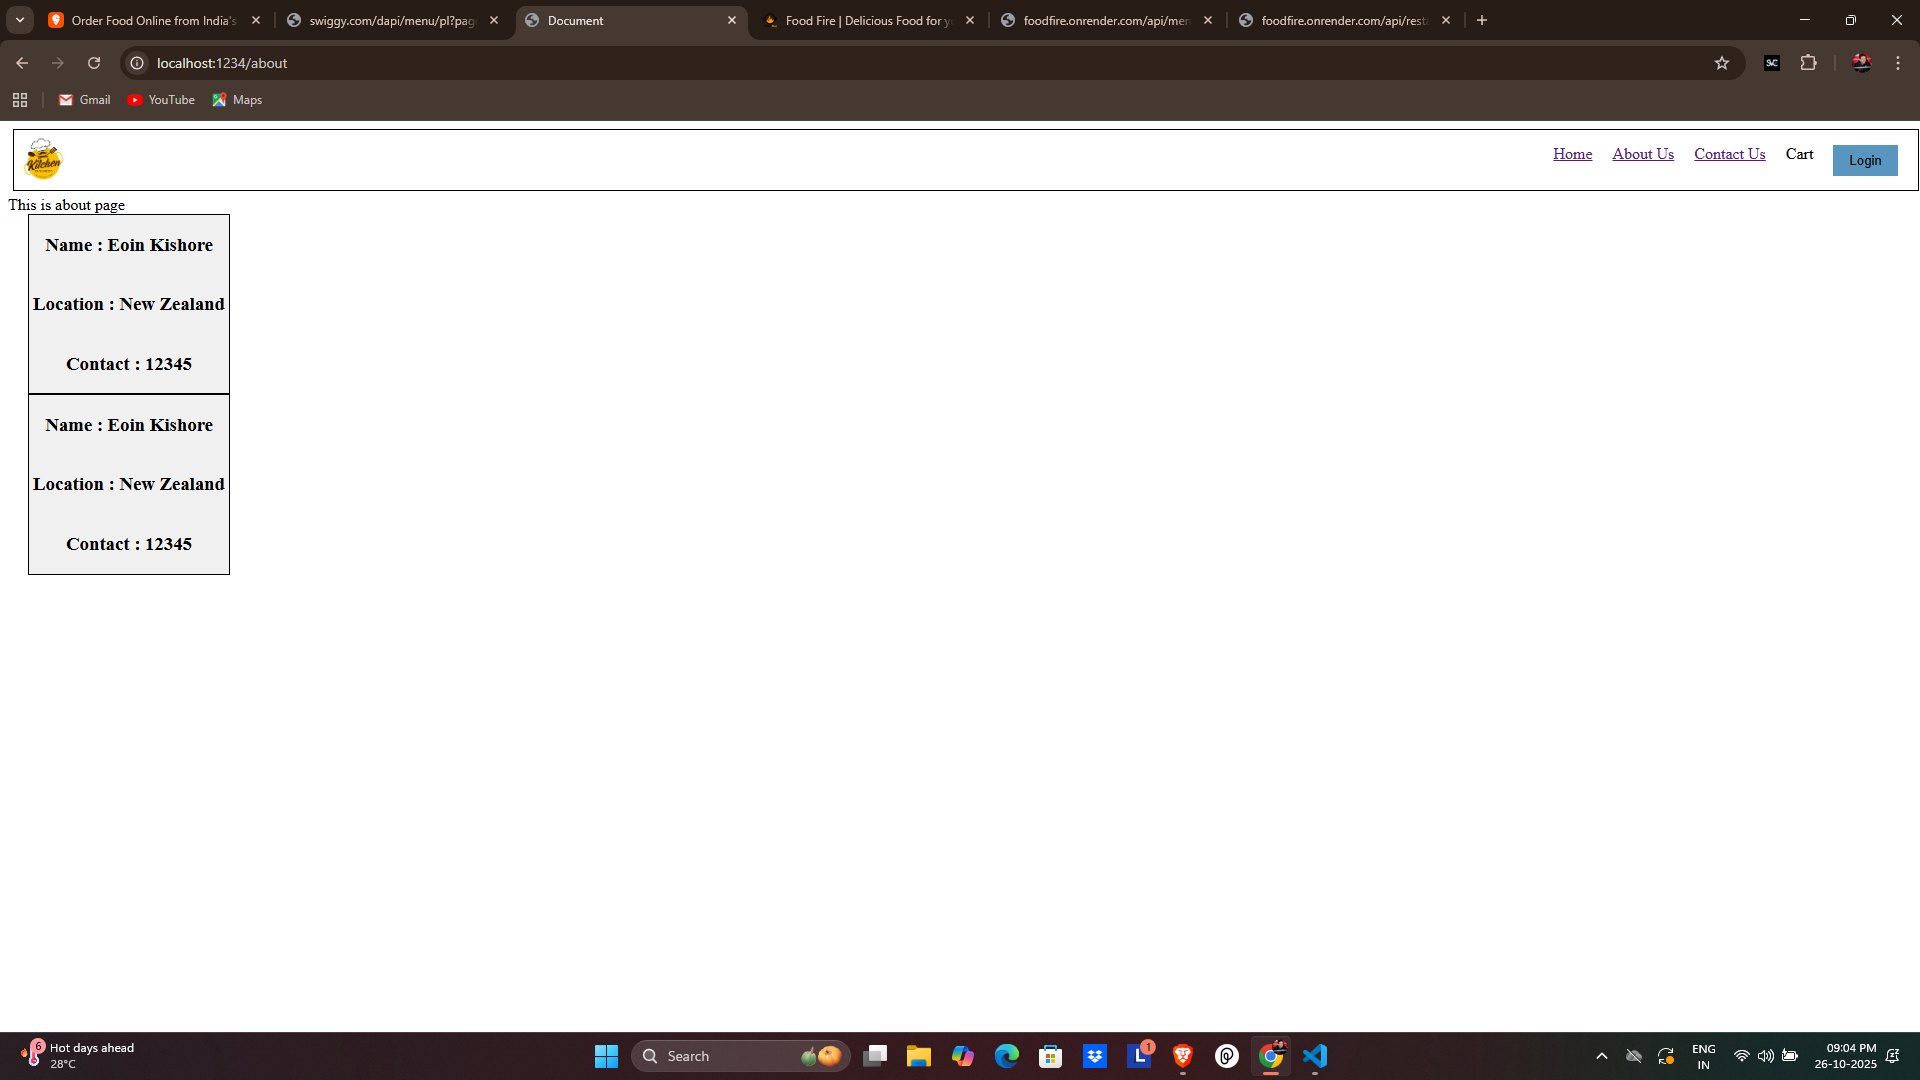 Order Food Online from India's
swiggy.com/dapi/menu/pl?pag
Document
Food Fire | Delicious Food for y
foodfire.onrender.com/api/men
foodfire.onrender.com/api/rest
localhost:1234/about
Gmail
YouTube
Maps
Kitchen
Home
About Us
Contact Us
Cart
Login
This is about page
Name : Eoin Kishore
Location : New Zealand
Contact : 12345
Name : Eoin Kishore
Location : New Zealand
Contact : 12345
6
Hot days ahead
28°C
Search
L
1
ENG
IN
09:04 PM
26-10-2025